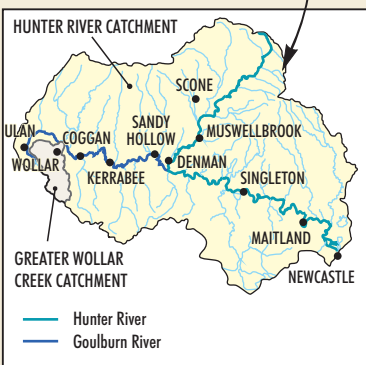 HUNTER RIVER CATCHMENT
SCONE
SANDY
HOLLOW
MUSWELLBROOK
ULAN
COGGAN
WOLLAR
DENMAN
KERRABEE
SINGLETON
MAITLAND
GREATER WOLLAR
CREEK CATCHMENT
NEWCASTLE
Hunter River
Goulburn River